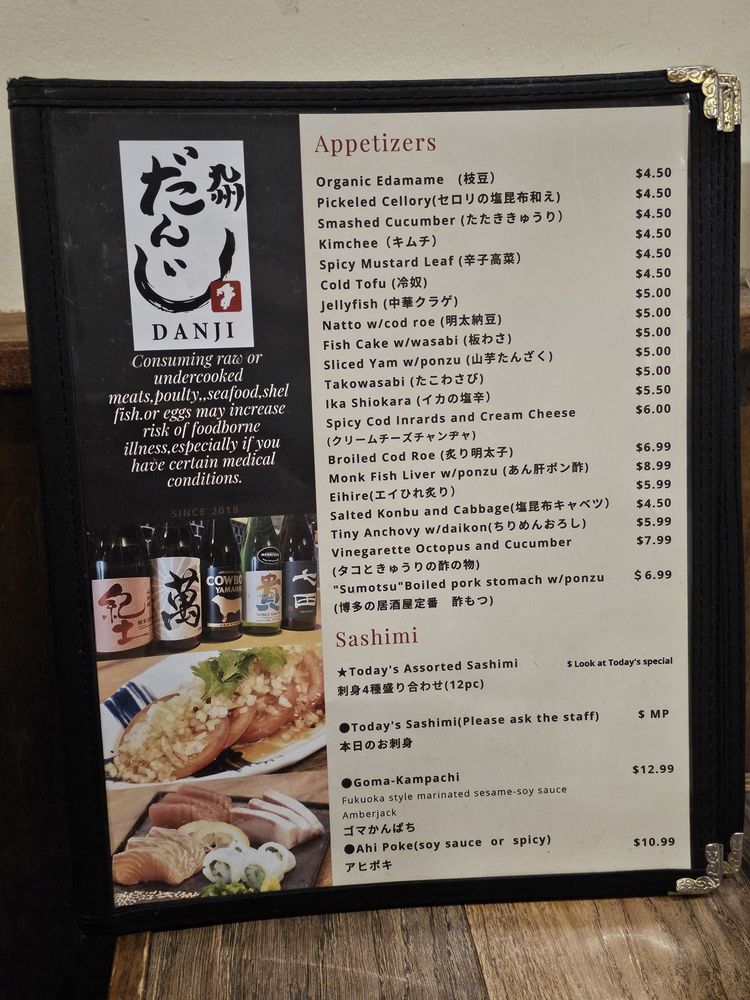 九州
だんじ
DANJI
Consuming raw or
undercooked
meats,poulty,,seafood,shel
fish.or eggs may increase
risk of foodborne
illness,especially if you
have certain medical
conditions.
SINCE 2018
紀土
萬
COWBO
YAMAHA
貴
七田
Appetizers
Organic Edamame (枝豆) $4.50
Pickeled Cellory(セロリの塩昆布和え) $4.50
Smashed Cucumber (たたききゅうり) $4.50
Kimchee (キムチ) $4.50
Spicy Mustard Leaf (辛子高菜) $4.50
Cold Tofu (冷奴) $4.50
Jellyfish (中華クラゲ) $5.00
Natto w/cod roe (明太納豆) $5.00
Fish Cake w/wasabi (板わさ) $5.00
Sliced Yam w/ponzu (山芋たんざく) $5.00
Takowasabi (たこわさび) $5.00
Ika Shiokara (イカの塩辛) $5.50
Spicy Cod Inrards and Cream Cheese $6.00
(クリームチーズチャンヂャ)
Broiled Cod Roe (炙り明太子) $6.99
Monk Fish Liver w/ponzu (あん肝ポン酢) $8.99
Eihire(エイひれ炙り) $5.99
Salted Konbu and Cabbage(塩昆布キャベツ) $4.50
Tiny Anchovy w/daikon(ちりめんおろし) $5.99
Vinegarette Octopus and Cucumber $7.99
(タコときゅうりの酢の物)
"Sumotsu"Boiled pork stomach w/ponzu $6.99
(博多の居酒屋定番 酢もつ)
Sashimi
★Today's Assorted Sashimi $ Look at Today's special
刺身4種盛り合わせ(12pc)
●Today's Sashimi(Please ask the staff) $ MP
本日のお刺身
●Goma-Kampachi $12.99
Fukuoka style marinated sesame-soy sauce
Amberjack
ゴマかんぱち
●Ahi Poke(soy sauce or spicy) $10.99
アヒポキ